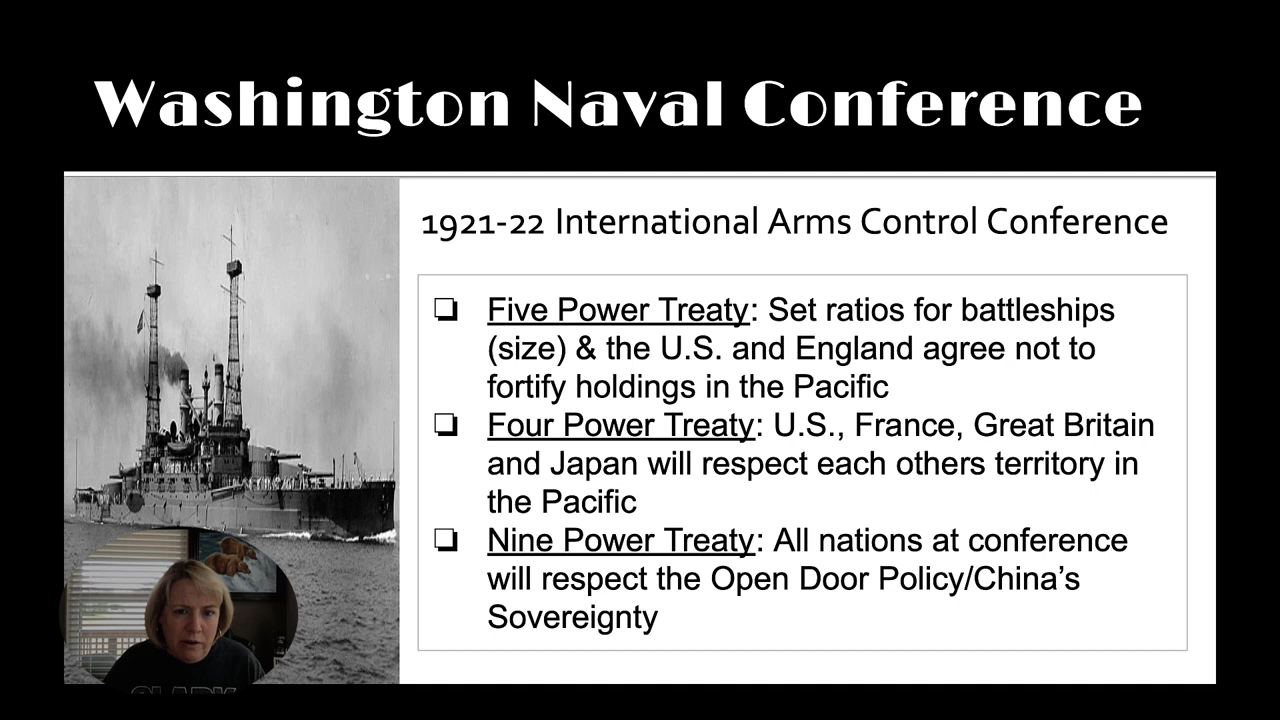 Washington Naval Conference
1921-22 International Arms Control Conference
❏ Five Power Treaty: Set ratios for battleships
(size) & the U.S. and England agree not to
fortify holdings in the Pacific
❏ Four Power Treaty: U.S., France, Great Britain
and Japan will respect each others territory in
the Pacific
❏ Nine Power Treaty: All nations at conference
will respect the Open Door Policy/China’s
Sovereignty